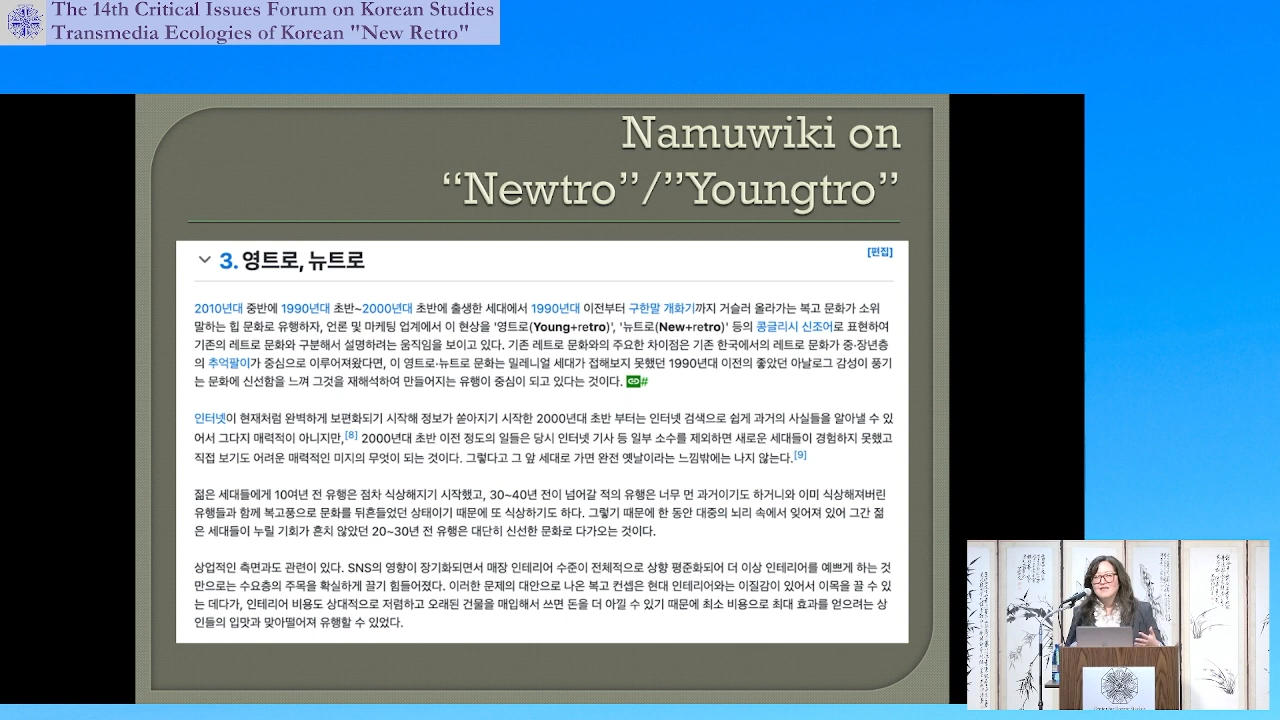 The 14th Critical Issues Forum on Korean Studies
Transmedia Ecologies of Korean "New Retro"
Namuwiki on
“Newtro”/”Youngtro”
3. 영트로, 뉴트로
[편집]
2010년대 중반에 1990년대 초반~2000년대 초반에 출생한 세대에서 1990년대 이전부터 구한말 개화기까지 거슬러 올라가는 복고 문화가 소위
말하는 힙 문화로 유행하자, 언론 및 마케팅 업계에서 이 현상을 '영트로(Young+retro)', '뉴트로(New+retro)' 등의 콩글리시 신조어로 표현하여
기존의 레트로 문화와 구분해서 설명하려는 움직임을 보이고 있다. 기존 레트로 문화와의 주요한 차이점은 기존 한국에서의 레트로 문화가 중·장년층
의 추억팔이가 중심으로 이루어져왔다면, 이 영트로·뉴트로 문화는 밀레니얼 세대가 접해보지 못했던 1990년대 이전의 좋았던 아날로그 감성이 풍기
는 문화에 신선함을 느껴 그것을 재해석하여 만들어지는 유행이 중심이 되고 있다는 것이다. #
인터넷이 현재처럼 완벽하게 보편화되기 시작해 정보가 쏟아지기 시작한 2000년대 초반 부터는 인터넷 검색으로 쉽게 과거의 사실들을 알아낼 수 있
어서 그다지 매력적이 아니지만,[8] 2000년대 초반 이전 정도의 일들은 당시 인터넷 기사 등 일부 소수를 제외하면 새로운 세대들이 경험하지 못했고
직접 보기도 어려운 매력적인 미지의 무엇이 되는 것이다. 그렇다고 그 앞 세대로 가면 완전 옛날이라는 느낌밖에는 나지 않는다.[9]
젊은 세대들에게 10여년 전 유행은 점차 식상해지기 시작했고, 30~40년 전이 넘어갈 적의 유행은 너무 먼 과거이기도 하거니와 이미 식상해져버린
유행들과 함께 복고풍으로 문화를 뒤흔들었던 상태이기 때문에 또 식상하기도 하다. 그렇기 때문에 한 동안 대중의 뇌리 속에서 잊어져 있어 그간 젊
은 세대들이 누릴 기회가 흔치 않았던 20~30년 전 유행은 대단히 신선한 문화로 다가오는 것이다.
상업적인 측면과도 관련이 있다. SNS의 영향이 장기화되면서 매장 인테리어 수준이 전체적으로 상향 평준화되어 더 이상 인테리어를 예쁘게 하는 것
만으로는 수요층의 주목을 확실하게 끌기 힘들어졌다. 이러한 문제의 대안으로 나온 복고 컨셉은 현대 인테리어와는 이질감이 있어서 이목을 끌 수 있
는 데다가, 인테리어 비용도 상대적으로 저렴하고 오래된 건물을 매입해서 쓰면 돈을 더 아낄 수 있기 때문에 최소 비용으로 최대 효과를 얻으려는 상
인들의 입맛과 맞아떨어져 유행할 수 있었다.